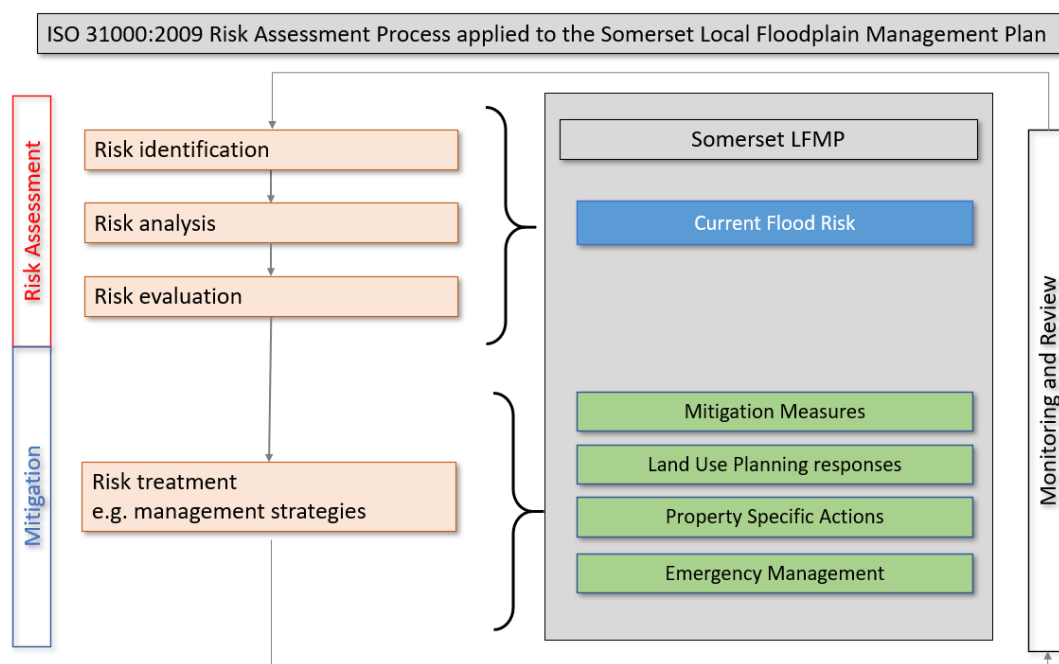 ISO 31000:2009 Risk Assessment Process applied to the Somerset Local Floodplain Management Plan
Risk Assessment
Risk identification
Risk analysis
Risk evaluation
Somerset LFMP
Current Flood Risk
Mitigation
Risk treatment
e.g. management strategies
Mitigation Measures
Land Use Planning responses
Property Specific Actions
Emergency Management
Monitoring and Review